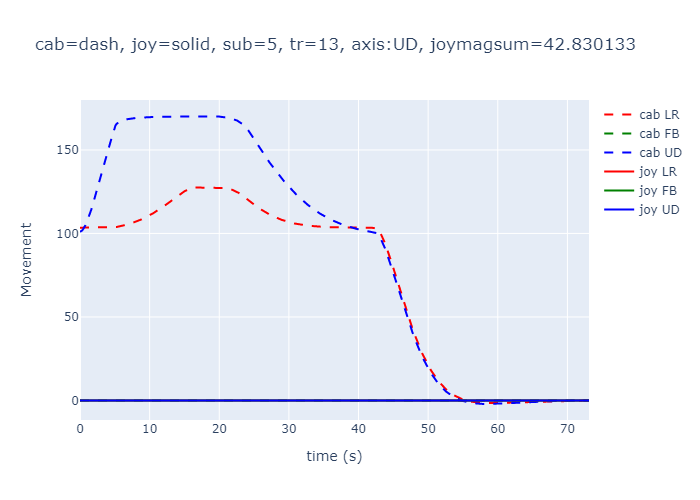 cab=dash, joy=solid, sub=5, tr=13, axis:UD, joymagsum=42.830133
cab LR
cab FB
cab UD
joy LR
joy FB
joy UD
Movement
150
100
50
0
0 10 20 30 40 50 60 70
time (s)